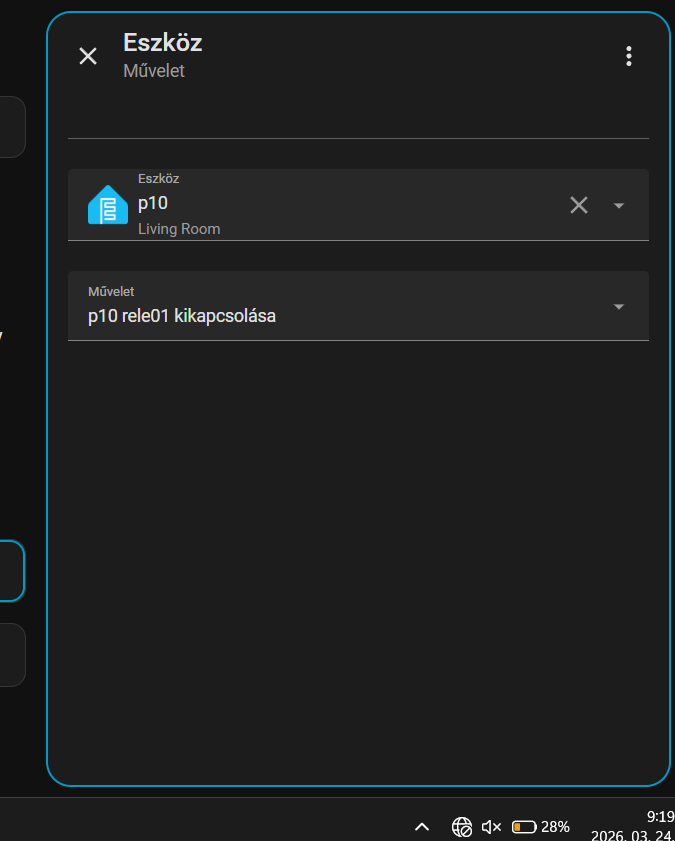 Eszköz
Művelet
Eszköz
p10
Living Room
Művelet
p10 rele01 kikapcsolása
28%
9:19
2026. 03. 24.